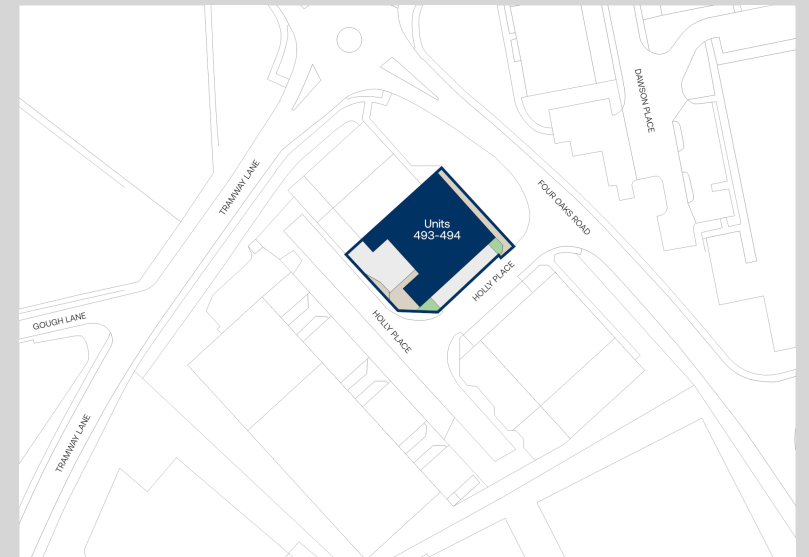 DAWSON PLACE
TRAMWAY LANE
FOUR OAKS ROAD
Units
493-494
HOLLY PLACE
GOUGH LANE
HOLLY PLACE
TRAMWAY LANE